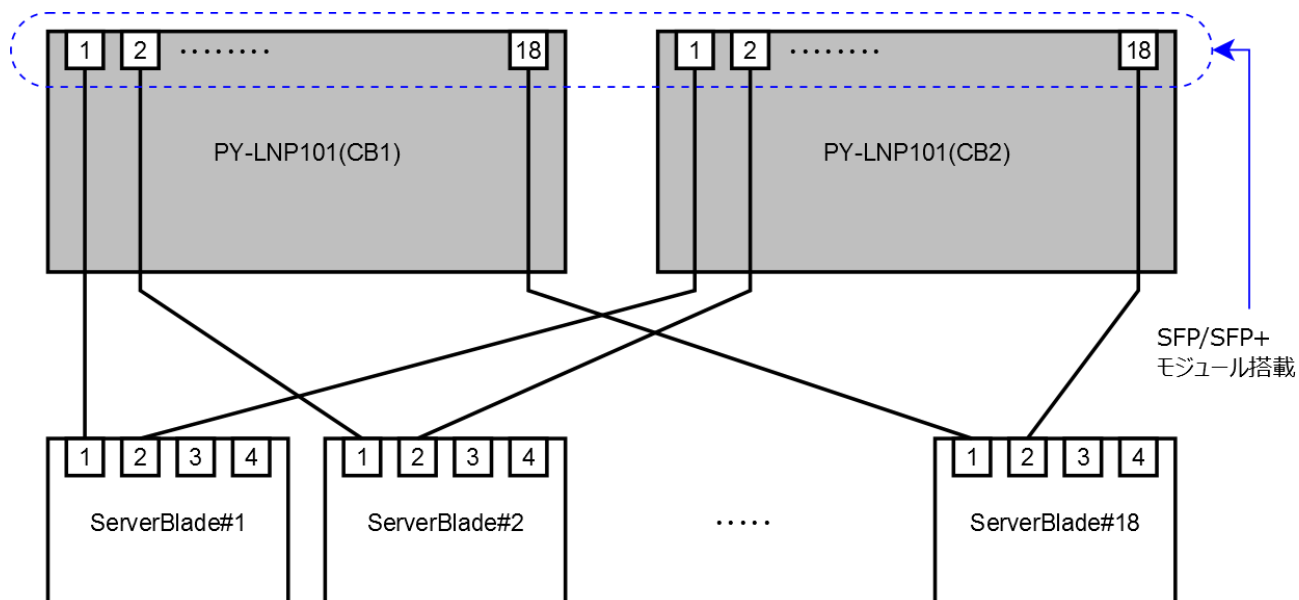 1 2 ········ 18 1 2 ········ 18
PY-LNP101(CB1) PY-LNP101(CB2)
SFP/SFP+
モジュール搭載
1 2 3 4 1 2 3 4 1 2 3 4
ServerBlade#1 ServerBlade#2 ····· ServerBlade#18